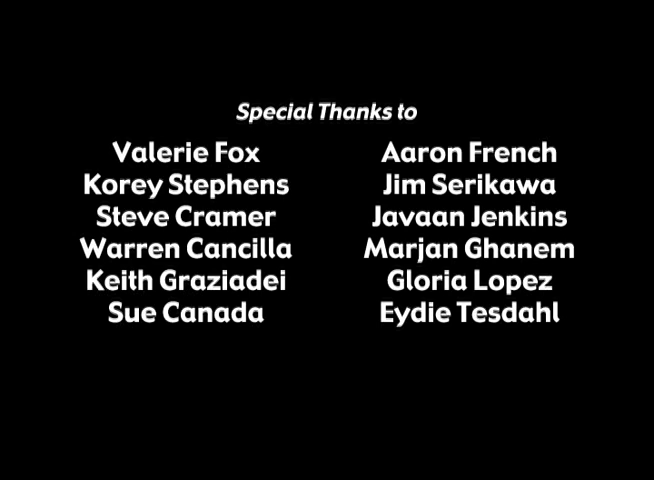 Special Thanks to
Valerie Fox
Aaron French
Korey Stephens
Jim Serikawa
Steve Cramer
Javaan Jenkins
Warren Cancilla
Marjan Ghanem
Keith Graziadei
Gloria Lopez
Sue Canada
Eydie Tesdahl